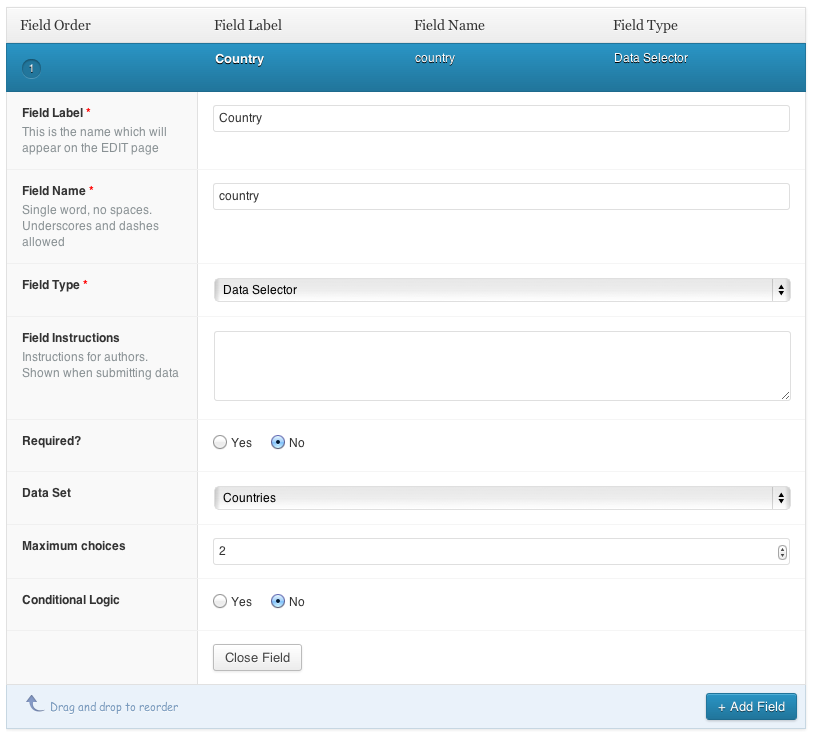 Field Order Field Label Field Name Field Type
1 Country country Data Selector
Field Label *
This is the name which will
appear on the EDIT page
Country
Field Name *
Single word, no spaces.
Underscores and dashes
allowed
country
Field Type *
Data Selector
Field Instructions
Instructions for authors.
Shown when submitting data
Required?
Yes No
Data Set
Countries
Maximum choices
2
Conditional Logic
Yes No
Close Field
Drag and drop to reorder
+ Add Field